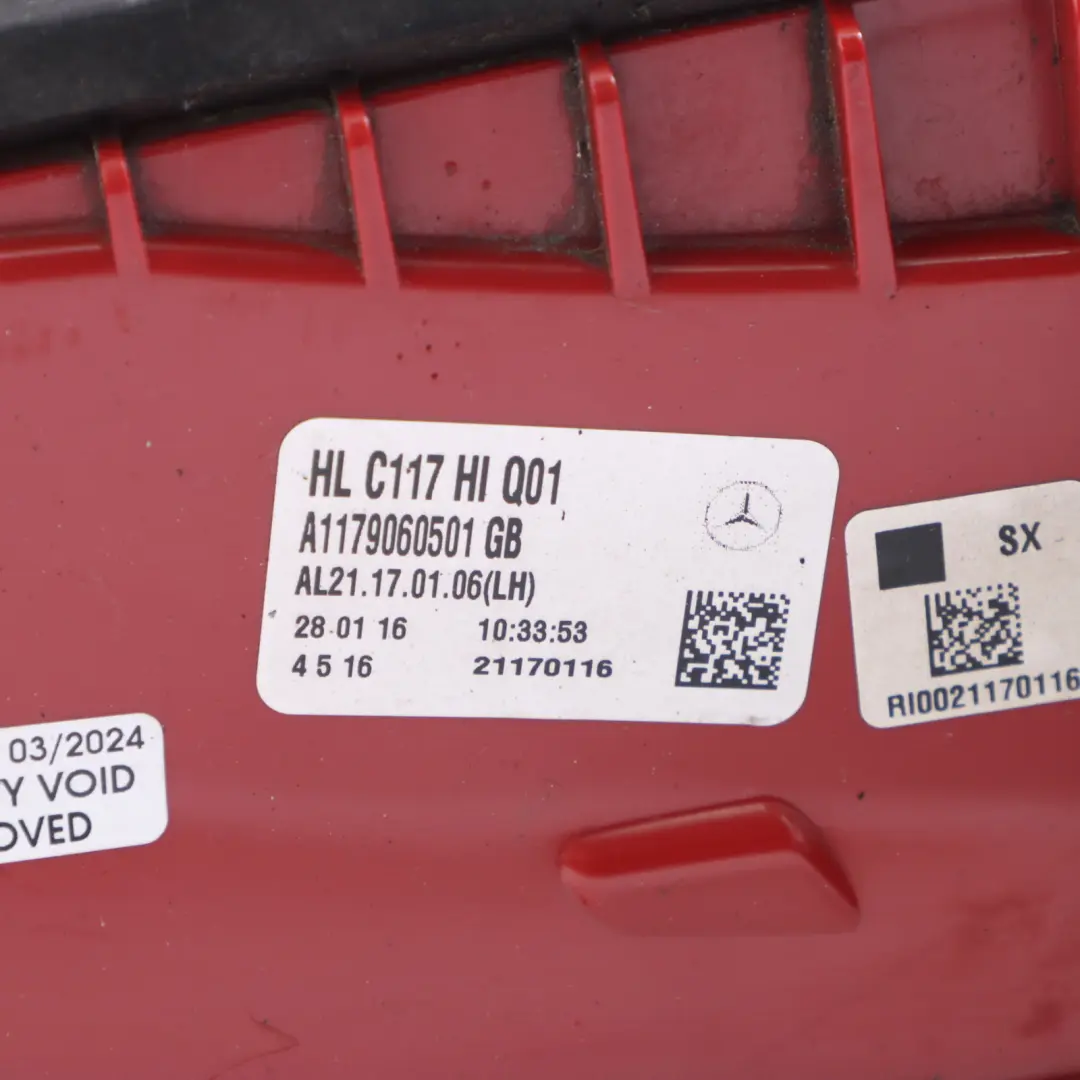 HL C117 HI Q01
A1179060501 GB
AL21.17.01.06(LH)
28 01 16 10:33:53
4 5 16 21170116
SX
RI0021170116
03/2024
Y VOID
OVED